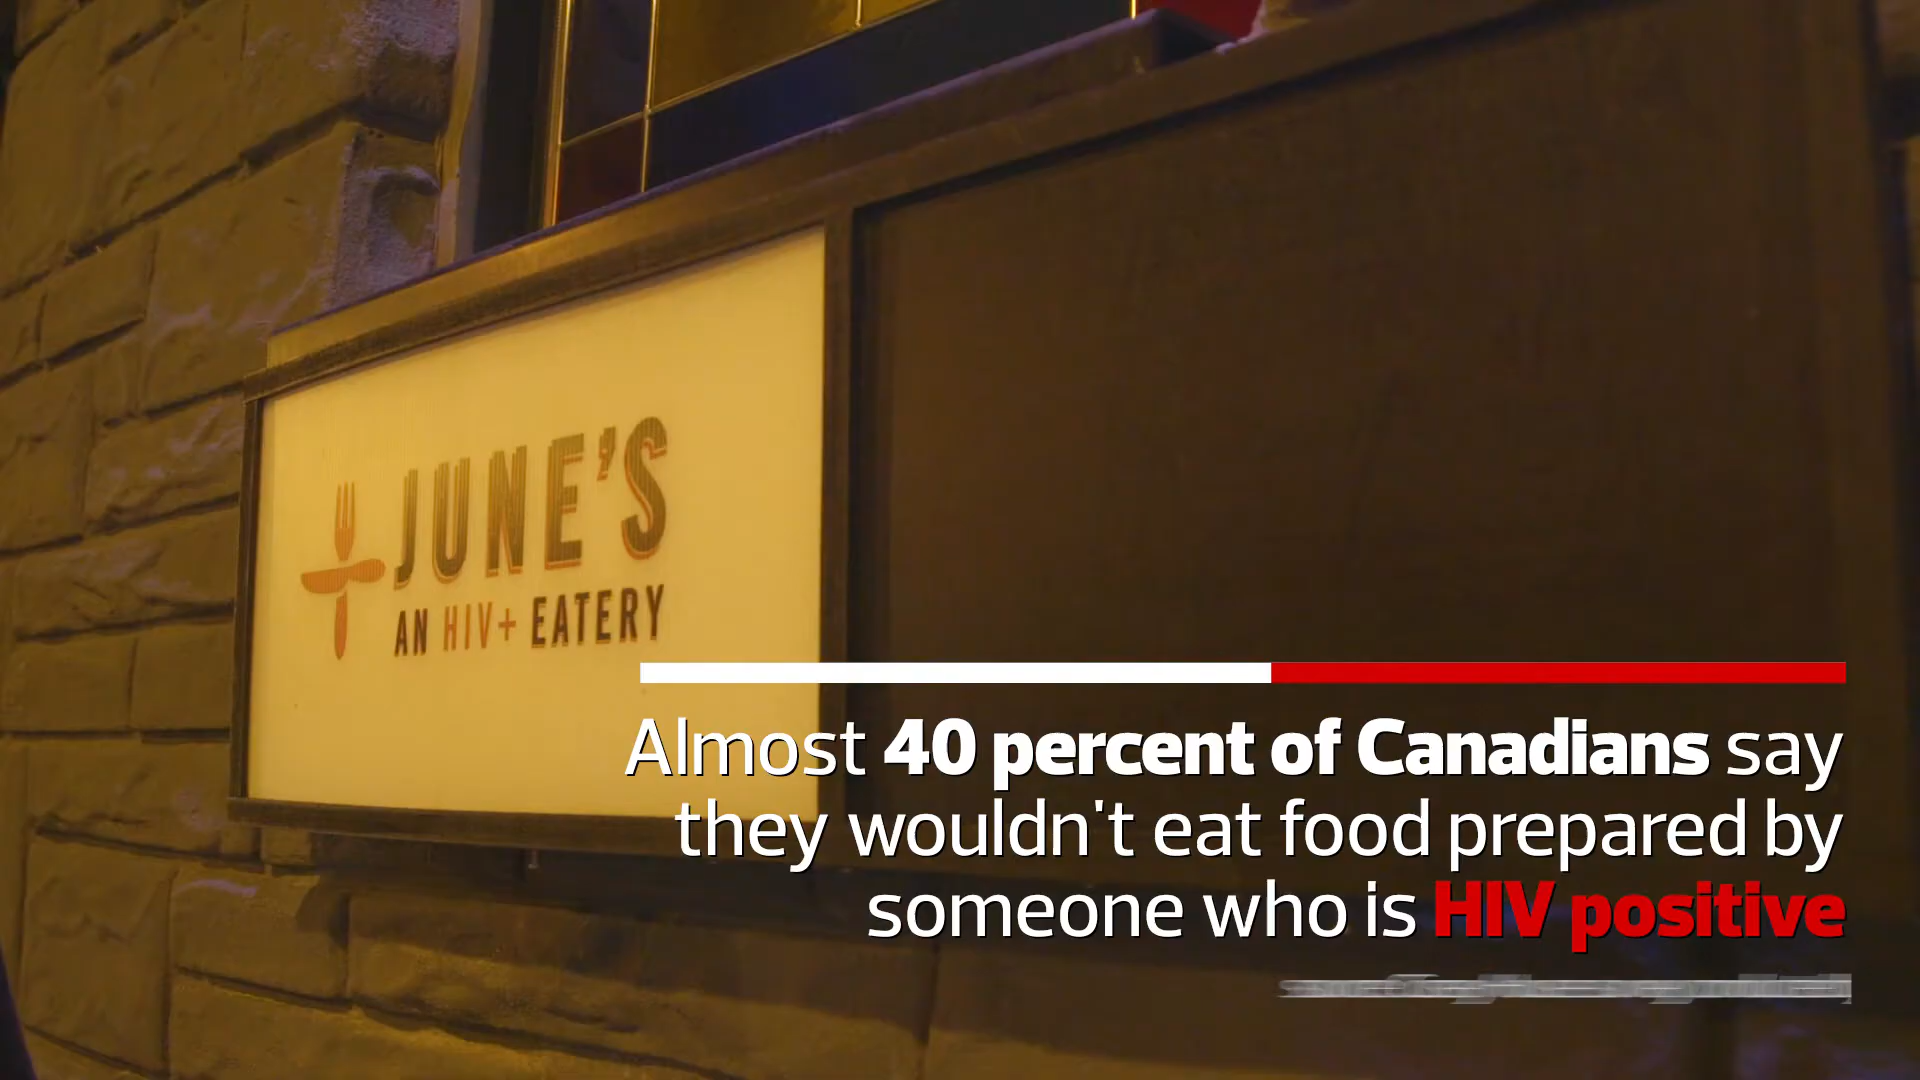 JUNE'S
AN HIV+ EATERY
Almost 40 percent of Canadians say
they wouldn't eat food prepared by
someone who is HIV positive